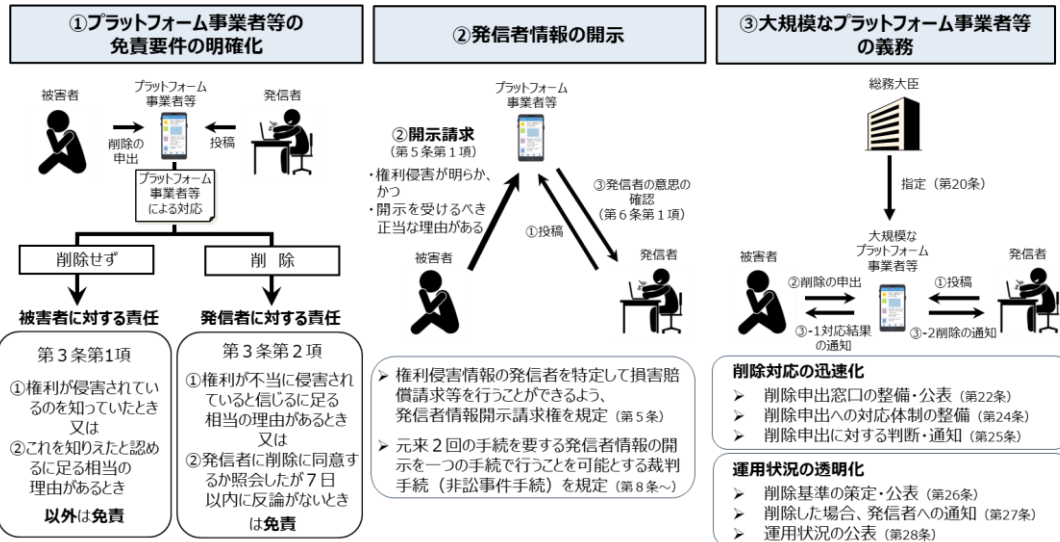 ①プラットフォーム事業者等の
免責要件の明確化
被害者
プラットフォーム
事業者等
発信者
削除の
申出
投稿
プラットフォーム
事業者等
による対応
削除せず
削 除
被害者に対する責任
発信者に対する責任
第３条第1項
①権利が侵害されてい
るのを知っていたとき
又は
②これを知りえたと認め
るに足る相当の
理由があるとき
以外は免責
第３条第２項
①権利が不当に侵害され
ていると信じるに足る
相当の理由があるとき
又は
②発信者に削除に同意す
るか照会したが７日
以内に反論がないとき
は免責
②発信者情報の開示
プラットフォーム
事業者等
②開示請求
（第５条第１項）
・権利侵害が明らか、
かつ
・開示を受けるべき
正当な理由がある
③発信者の意思の
確認
（第６条第１項）
①投稿
被害者
発信者
➢ 権利侵害情報の発信者を特定して損害賠
償請求等を行うことができるよう、
発信者情報開示請求権を規定（第５条）
➢ 元来２回の手続を要する発信者情報の開
示を一つの手続で行うことを可能とする裁判
手続（非訟事件手続）を規定（第８条～）
③大規模なプラットフォーム事業者等
の義務
総務大臣
指定（第20条）
大規模な
プラットフォーム
事業者等
被害者
発信者
②削除の申出
①投稿
③-1対応結果
の通知
③-2削除の通知
削除対応の迅速化
➢ 削除申出窓口の整備・公表（第22条）
➢ 削除申出への対応体制の整備（第24条）
➢ 削除申出に対する判断・通知（第25条）
運用状況の透明化
➢ 削除基準の策定・公表（第26条）
➢ 削除した場合、発信者への通知（第27条）
➢ 運用状況の公表（第28条）